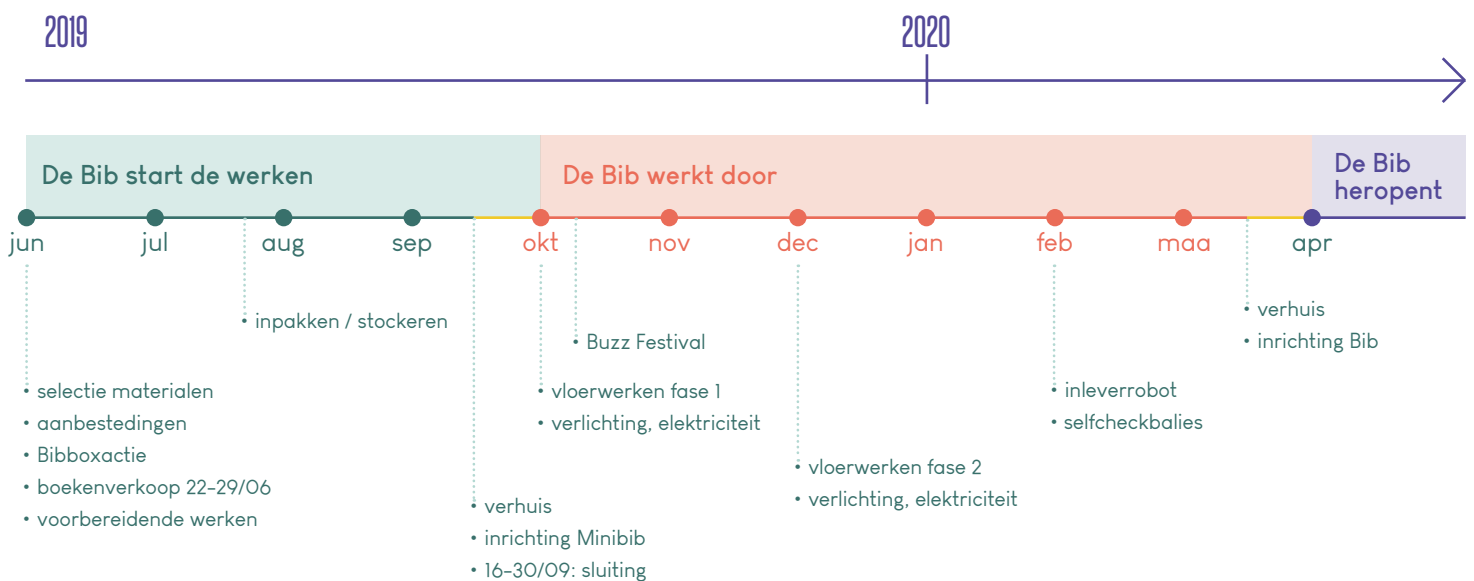 2019
2020
De Bib start de werken
De Bib werkt door
De Bib
heropent
jun
jul
aug
sep
okt
nov
dec
jan
feb
maa
apr
• selectie materialen
• aanbestedingen
• Bibboxactie
• boekenverkoop 22-29/06
• voorbereidende werken
• inpakken / stockeren
• verhuis
• inrichting Minibib
• 16-30/09: sluiting
• vloerwerken fase 1
• verlichting, elektriciteit
• Buzz Festival
• vloerwerken fase 2
• verlichting, elektriciteit
• inleverrobot
• selfcheckbalies
• verhuis
• inrichting Bib